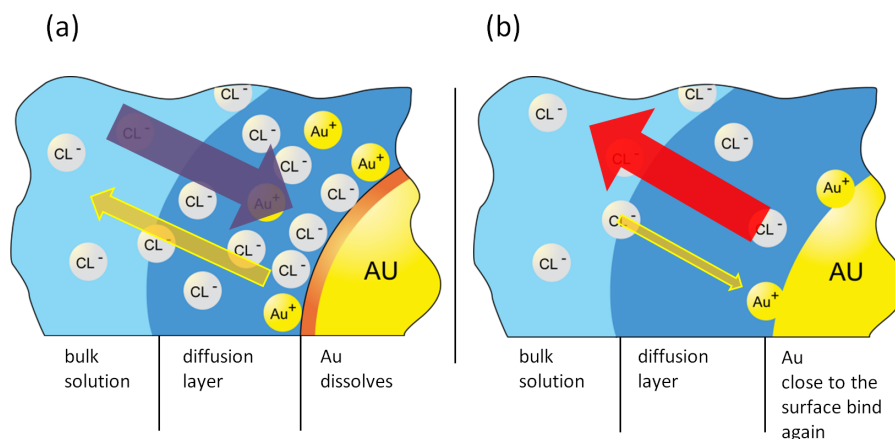 (a)
CL⁻
CL⁻
Au⁺
CL⁻
CL⁻
Au⁺
CL⁻
CL⁻
CL⁻
Au⁺
CL⁻
CL⁻
CL⁻
CL⁻
CL⁻
CL⁻
AU
CL⁻
Au⁺
bulk
solution
diffusion
layer
Au
dissolves
(b)
CL⁻
CL⁻
CL⁻
CL⁻
Au⁺
CL⁻
CL⁻
CL⁻
AU
Au⁺
bulk
solution
diffusion
layer
Au
close to the
surface bind
again